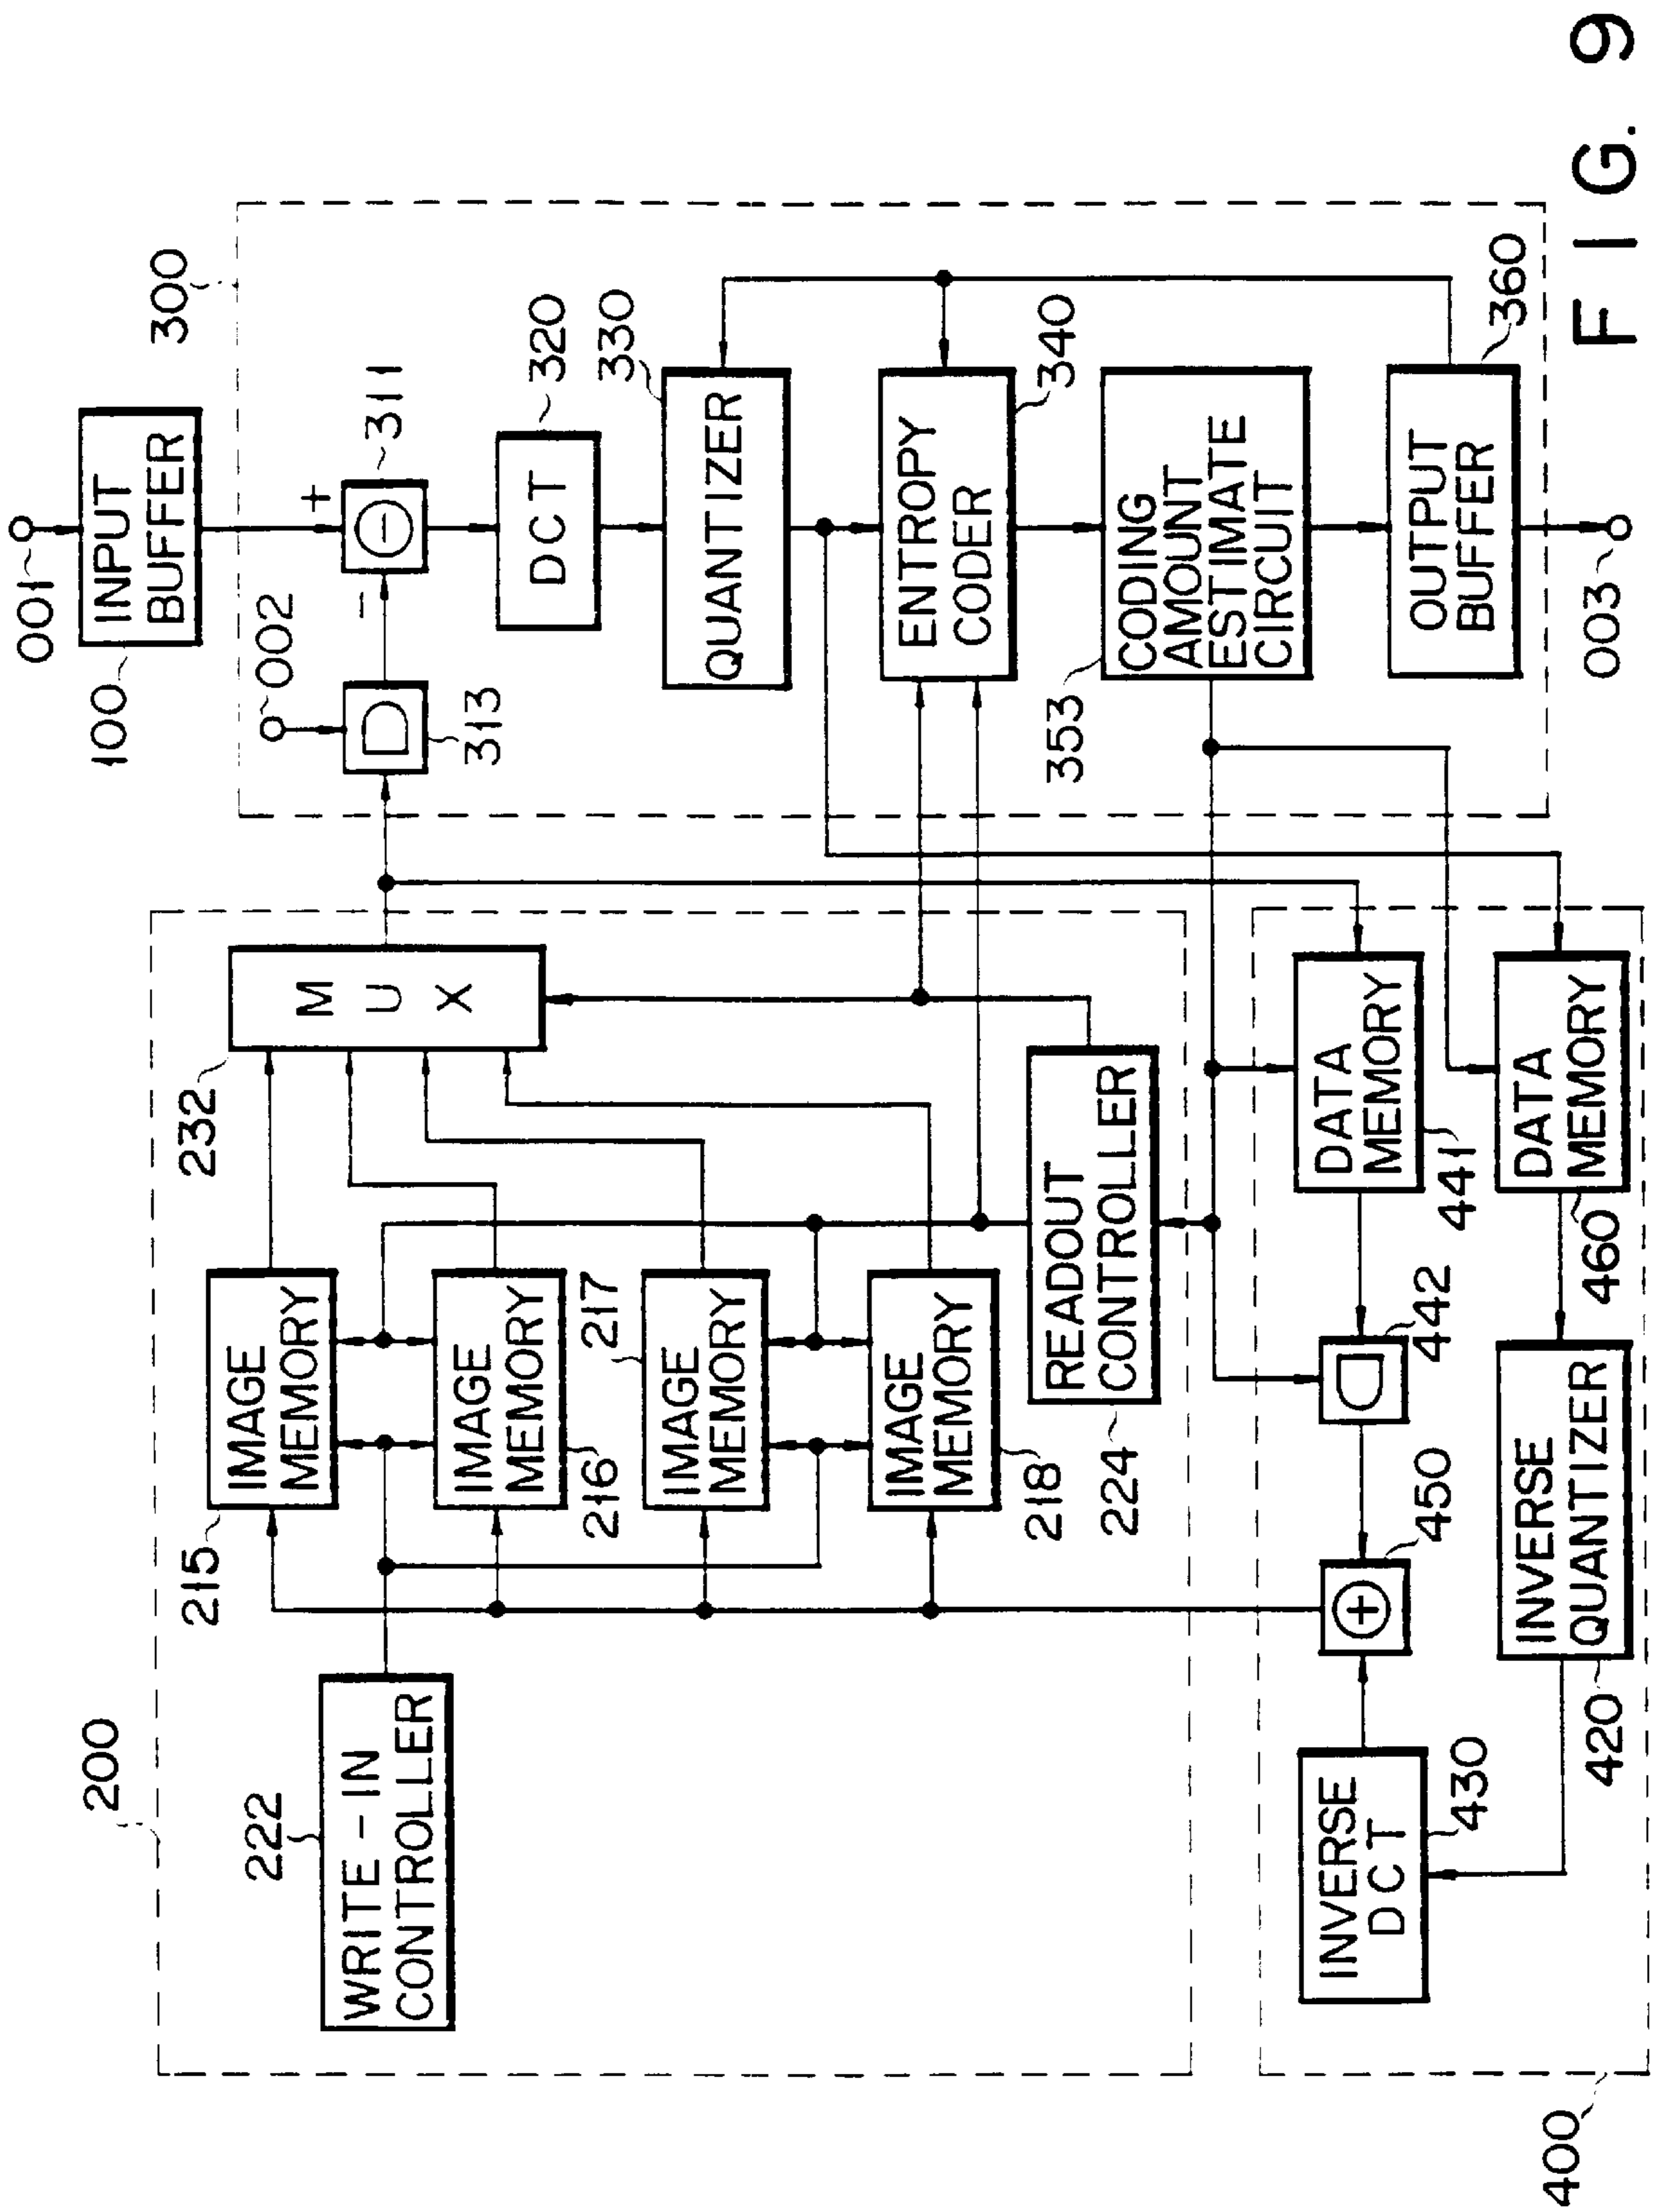 001
INPUT
BUFFER
100
300
002
+
−
311
313
DCT
320
330
QUANTIZER
ENTROPY
CODER
340
CODING
AMOUNT
ESTIMATE
CIRCUIT
353
OUTPUT
BUFFER
360
003
200
232
M
U
X
IMAGE
MEMORY
215
IMAGE
MEMORY
216
217
IMAGE
MEMORY
IMAGE
MEMORY
218
222
WRITE-IN
CONTROLLER
READOUT
CONTROLLER
224
DATA
MEMORY
441
DATA
MEMORY
460
442
450
+
INVERSE
QUANTIZER
420
INVERSE
DCT
430
400
FIG. 9